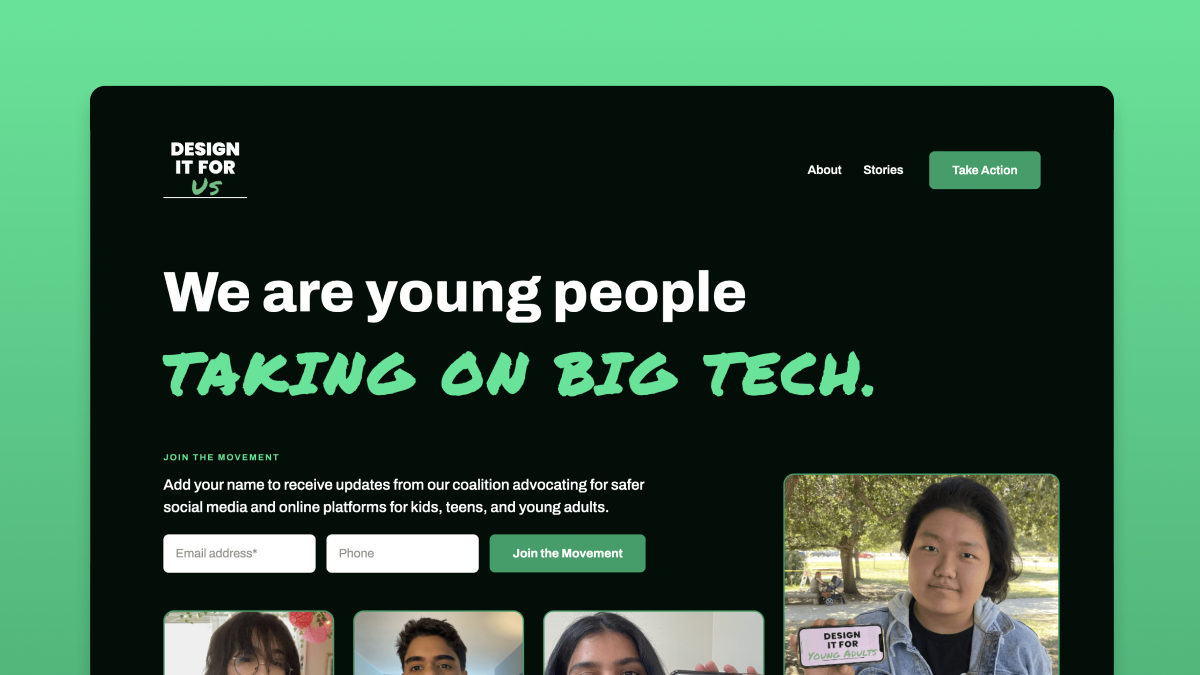 DESIGN
IT FOR
Us
About
Stories
Take Action
We are young people
TAKING ON BIG TECH.
JOIN THE MOVEMENT
Add your name to receive updates from our coalition advocating for safer
social media and online platforms for kids, teens, and young adults.
Email address*
Phone
Join the Movement
DESIGN
IT FOR
YOUNG ADULTS